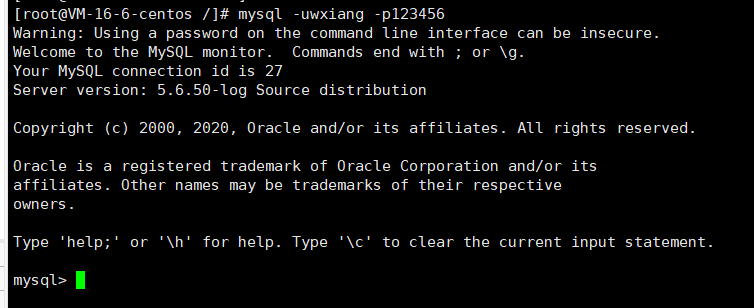 [root@VM-16-6-centos /]# mysql -uwxiang -p123456
Warning: Using a password on the command line interface can be insecure.
Welcome to the MySQL monitor.  Commands end with ; or \g.
Your MySQL connection id is 27
Server version: 5.6.50-log Source distribution
Copyright (c) 2000, 2020, Oracle and/or its affiliates. All rights reserved.
Oracle is a registered trademark of Oracle Corporation and/or its
affiliates. Other names may be trademarks of their respective
owners.
Type 'help;' or '\h' for help. Type '\c' to clear the current input statement.
mysql>